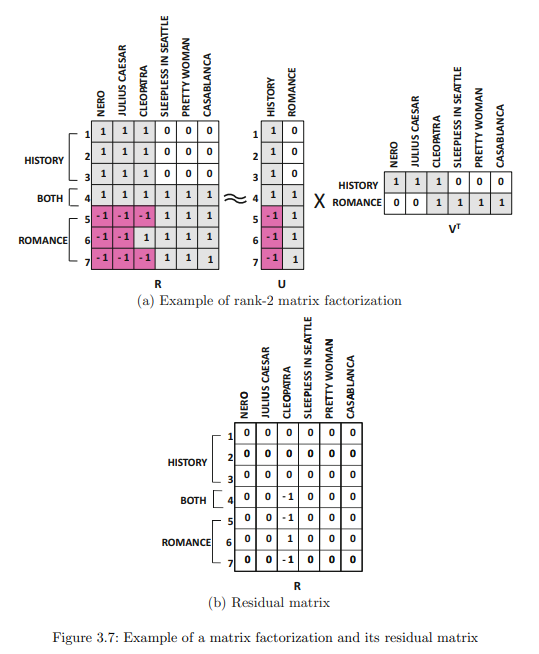 NERO
JULIUS CAESAR
CLEOPATRA
SLEEPLESS IN SEATTLE
PRETTY WOMAN
CASABLANCA
HISTORY
ROMANCE
1 1 1 1 0 0 0 1 1 0
2 1 1 1 0 0 0 2 1 0
3 1 1 1 0 0 0 3 1 0
4 1 1 1 1 1 1 ≈ 4 1 1
5 -1 -1 -1 1 1 1 5 -1 1
6 -1 -1 1 1 1 1 6 -1 1
7 -1 -1 -1 1 1 1 7 -1 1
HISTORY
BOTH
ROMANCE
X
NERO
JULIUS CAESAR
CLEOPATRA
SLEEPLESS IN SEATTLE
PRETTY WOMAN
CASABLANCA
HISTORY 1 1 1 0 0 0
ROMANCE 0 0 1 1 1 1
V^T
R
U
(a) Example of rank-2 matrix factorization
NERO
JULIUS CAESAR
CLEOPATRA
SLEEPLESS IN SEATTLE
PRETTY WOMAN
CASABLANCA
1 0 0 0 0 0 0
2 0 0 0 0 0 0
3 0 0 0 0 0 0
4 0 0 -1 0 0 0
5 0 0 -1 0 0 0
6 0 0 1 0 0 0
7 0 0 -1 0 0 0
HISTORY
BOTH
ROMANCE
R
(b) Residual matrix
Figure 3.7: Example of a matrix factorization and its residual matrix